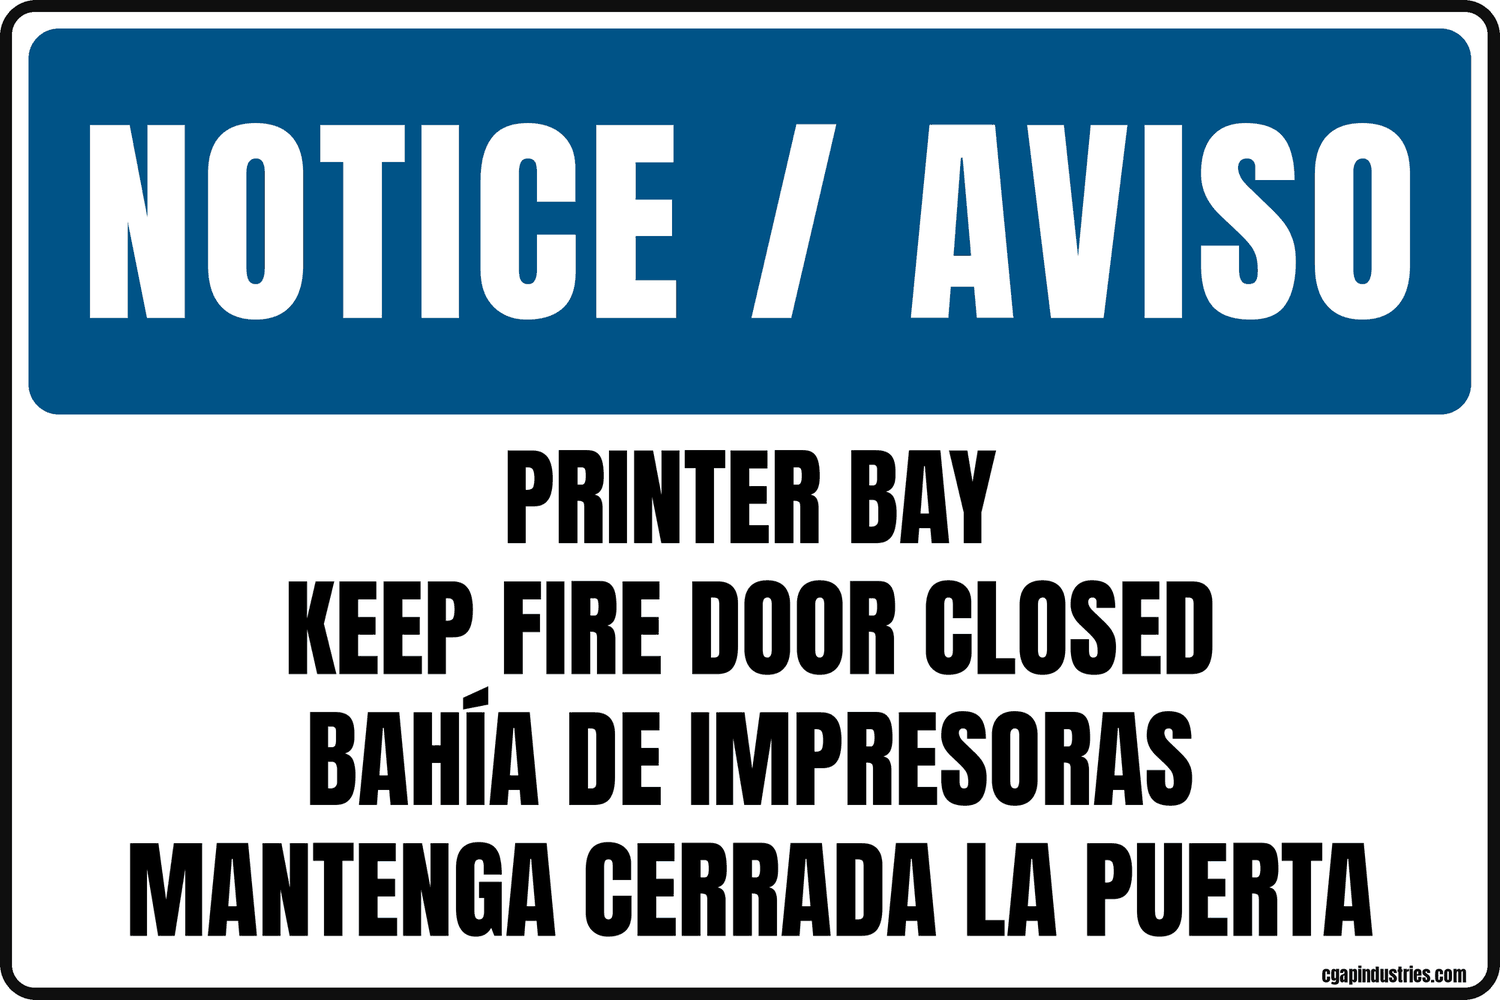 NOTICE / AVISO
PRINTER BAY
KEEP FIRE DOOR CLOSED
BAHÍA DE IMPRESORAS
MANTENGA CERRADA LA PUERTA
cgapindustries.com